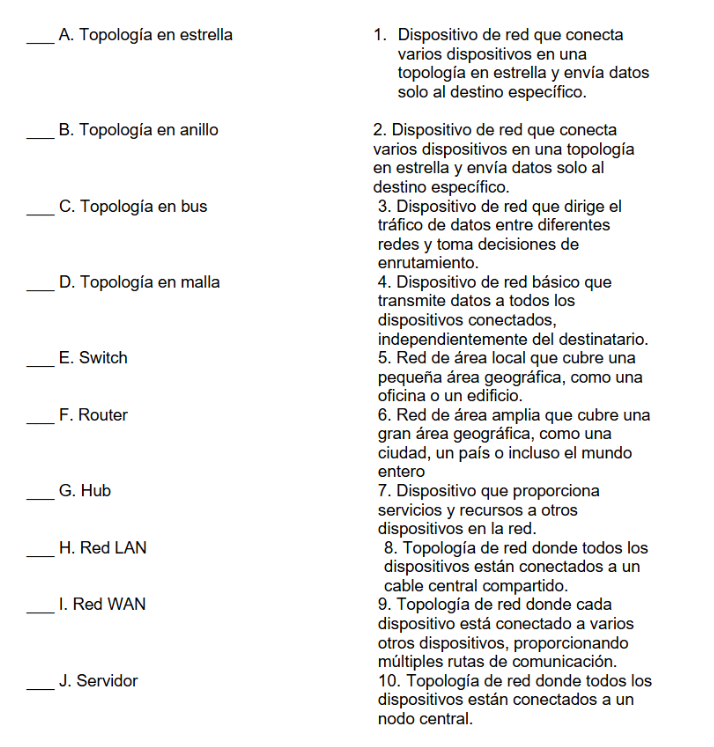 ___ A. Topología en estrella
1. Dispositivo de red que conecta
varios dispositivos en una
topología en estrella y envía datos
solo al destino específico.
___ B. Topología en anillo
2. Dispositivo de red que conecta
varios dispositivos en una topología
en estrella y envía datos solo al
destino específico.
___ C. Topología en bus
3. Dispositivo de red que dirige el
tráfico de datos entre diferentes
redes y toma decisiones de
enrutamiento.
___ D. Topología en malla
4. Dispositivo de red básico que
transmite datos a todos los
dispositivos conectados,
independientemente del destinatario.
___ E. Switch
5. Red de área local que cubre una
pequeña área geográfica, como una
oficina o un edificio.
___ F. Router
6. Red de área amplia que cubre una
gran área geográfica, como una
ciudad, un país o incluso el mundo
entero
___ G. Hub
7. Dispositivo que proporciona
servicios y recursos a otros
dispositivos en la red.
___ H. Red LAN
8. Topología de red donde todos los
dispositivos están conectados a un
cable central compartido.
___ I. Red WAN
9. Topología de red donde cada
dispositivo está conectado a varios
otros dispositivos, proporcionando
múltiples rutas de comunicación.
___ J. Servidor
10. Topología de red donde todos los
dispositivos están conectados a un
nodo central.